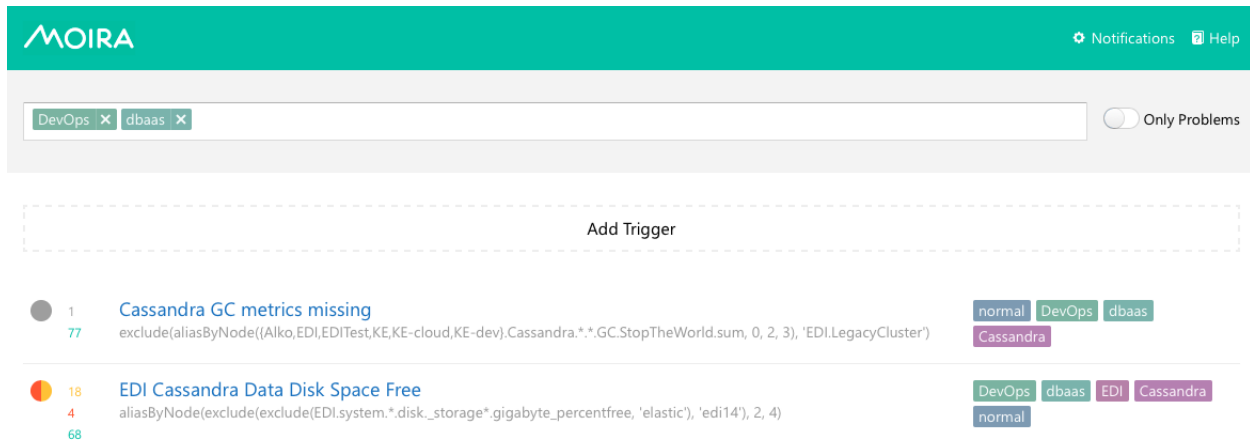 MOIRA
Notifications Help
DevOps × dbaas ×
Only Problems
Add Trigger
1 Cassandra GC metrics missing normal DevOps dbaas
77 exclude(aliasByNode({Alko,EDI,EDITest,KE,KE-cloud,KE-dev}.Cassandra.*.*.GC.StopTheWorld.sum, 0, 2, 3), 'EDI.LegacyCluster') Cassandra
18 EDI Cassandra Data Disk Space Free DevOps dbaas EDI Cassandra
4 aliasByNode(exclude(exclude(EDI.system.*.disk._storage*.gigabyte_percentfree, 'elastic'), 'edi14'), 2, 4) normal
68